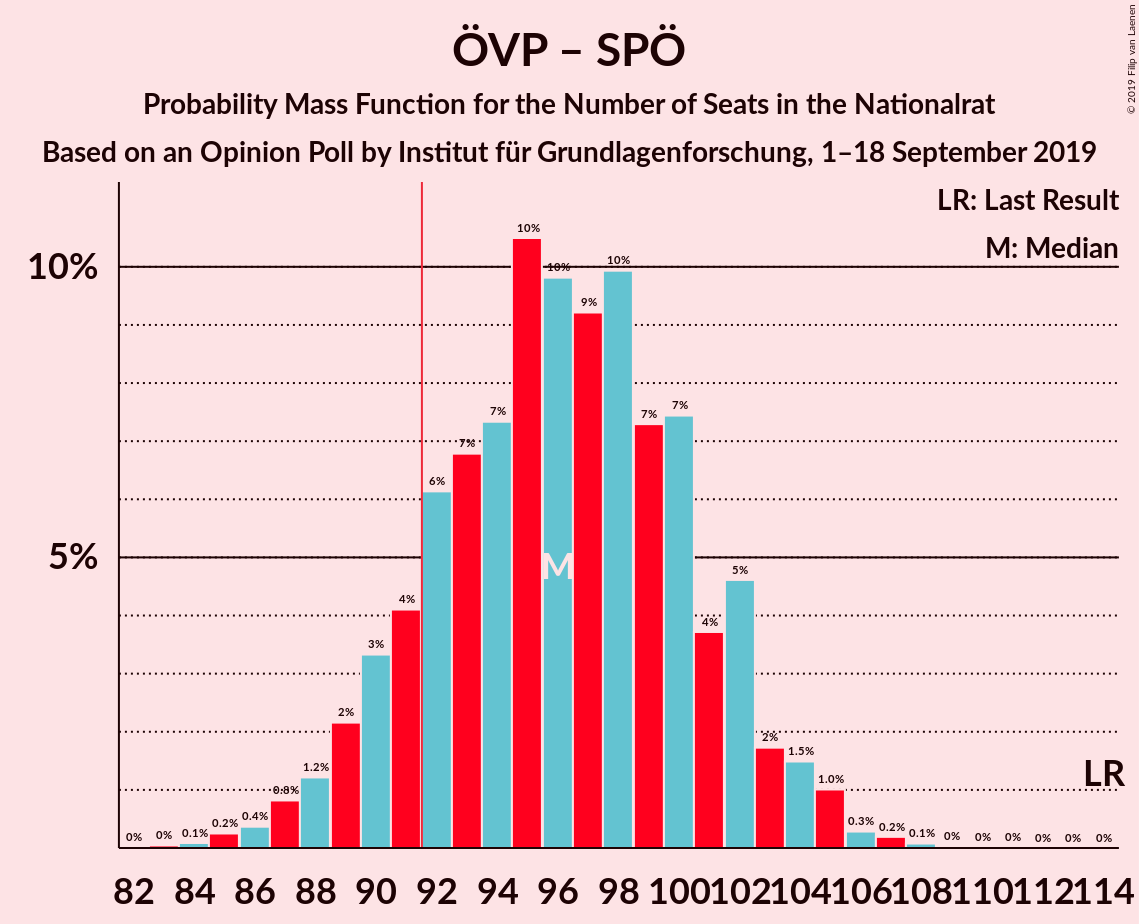 ÖVP – SPÖ
Probability Mass Function for the Number of Seats in the Nationalrat
Based on an Opinion Poll by Institut für Grundlagenforschung, 1–18 September 2019
© 2019 Filip van Laenen
LR: Last Result
M: Median
10%
5%
0% 0% 0.1% 0.2% 0.4% 0.8% 1.2% 2% 3% 4% 6% 7% 7% 10% 10% 9% 10% 7% 7% 4% 5% 2% 1.5% 1.0% 0.3% 0.2% 0.1% 0% 0% 0% 0% 0% 0%
M
LR
82 84 86 88 90 92 94 96 98 100 102 104 106 108 110 112 114